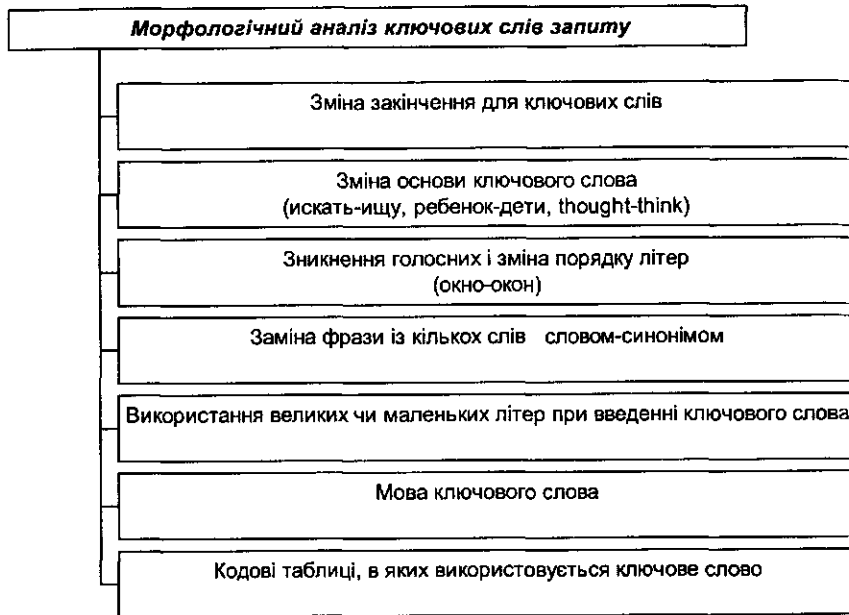 Морфологічний аналіз ключових слів запиту
Зміна закінчення для ключових слів
Зміна основи ключового слова
(искать-ищу, ребенок-дети, thought-think)
Зникнення голосних і зміна порядку літер
(окно-окон)
Заміна фрази із кількох слів словом-синонімом
Використання великих чи маленьких літер при введенні ключового слова
Мова ключового слова
Кодові таблиці, в яких використовується ключове слово